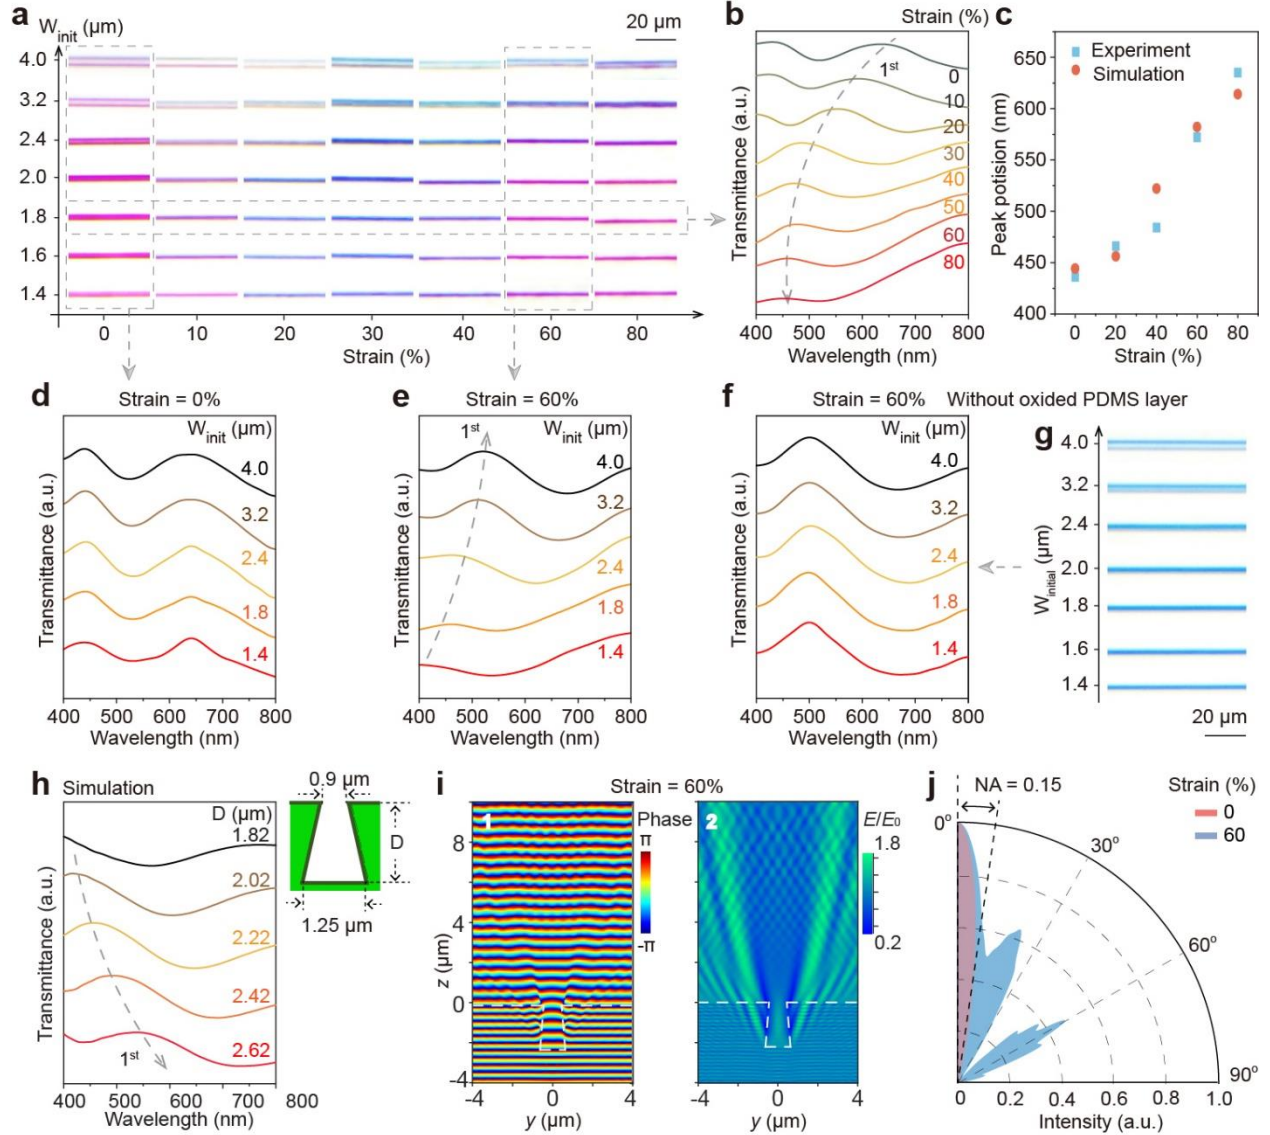 a
W_init (μm)
20 μm
4.0
3.2
2.4
2.0
1.8
1.6
1.4
0
10
20
30
40
60
80
Strain (%)
b
Strain (%)
1st
0
10
20
30
40
50
60
80
Transmittance (a.u.)
400 500 600 700 800
Wavelength (nm)
c
Experiment
Simulation
650
600
550
500
450
400
Peak potision (nm)
0 20 40 60 80
Strain (%)
d
Strain = 0%
W_init (μm)
4.0
3.2
2.4
1.8
1.4
Transmittance (a.u.)
400 500 600 700 800
Wavelength (nm)
e
Strain = 60%
1st
W_init (μm)
4.0
3.2
2.4
1.8
1.4
Transmittance (a.u.)
400 500 600 700 800
Wavelength (nm)
f
Strain = 60% Without oxided PDMS layer
W_init (μm)
4.0
3.2
2.4
1.8
1.4
Transmittance (a.u.)
400 500 600 700 800
Wavelength (nm)
g
4.0
3.2
2.4
2.0
1.8
1.6
1.4
W_initial (μm)
20 μm
h
Simulation
D (μm)
1.82
2.02
2.22
2.42
2.62
1st
Transmittance (a.u.)
400 500 600 700 800
Wavelength (nm)
0.9 μm
D
1.25 μm
i
Strain = 60%
1
Phase
π
-π
8
4
0
-4
z (μm)
-4 0 4
y (μm)
2
E/E0
1.8
0.2
-4 0 4
y (μm)
j
NA = 0.15
Strain (%)
0
60
0o
30o
60o
90o
0 0.2 0.4 0.6 0.8 1.0
Intensity (a.u.)